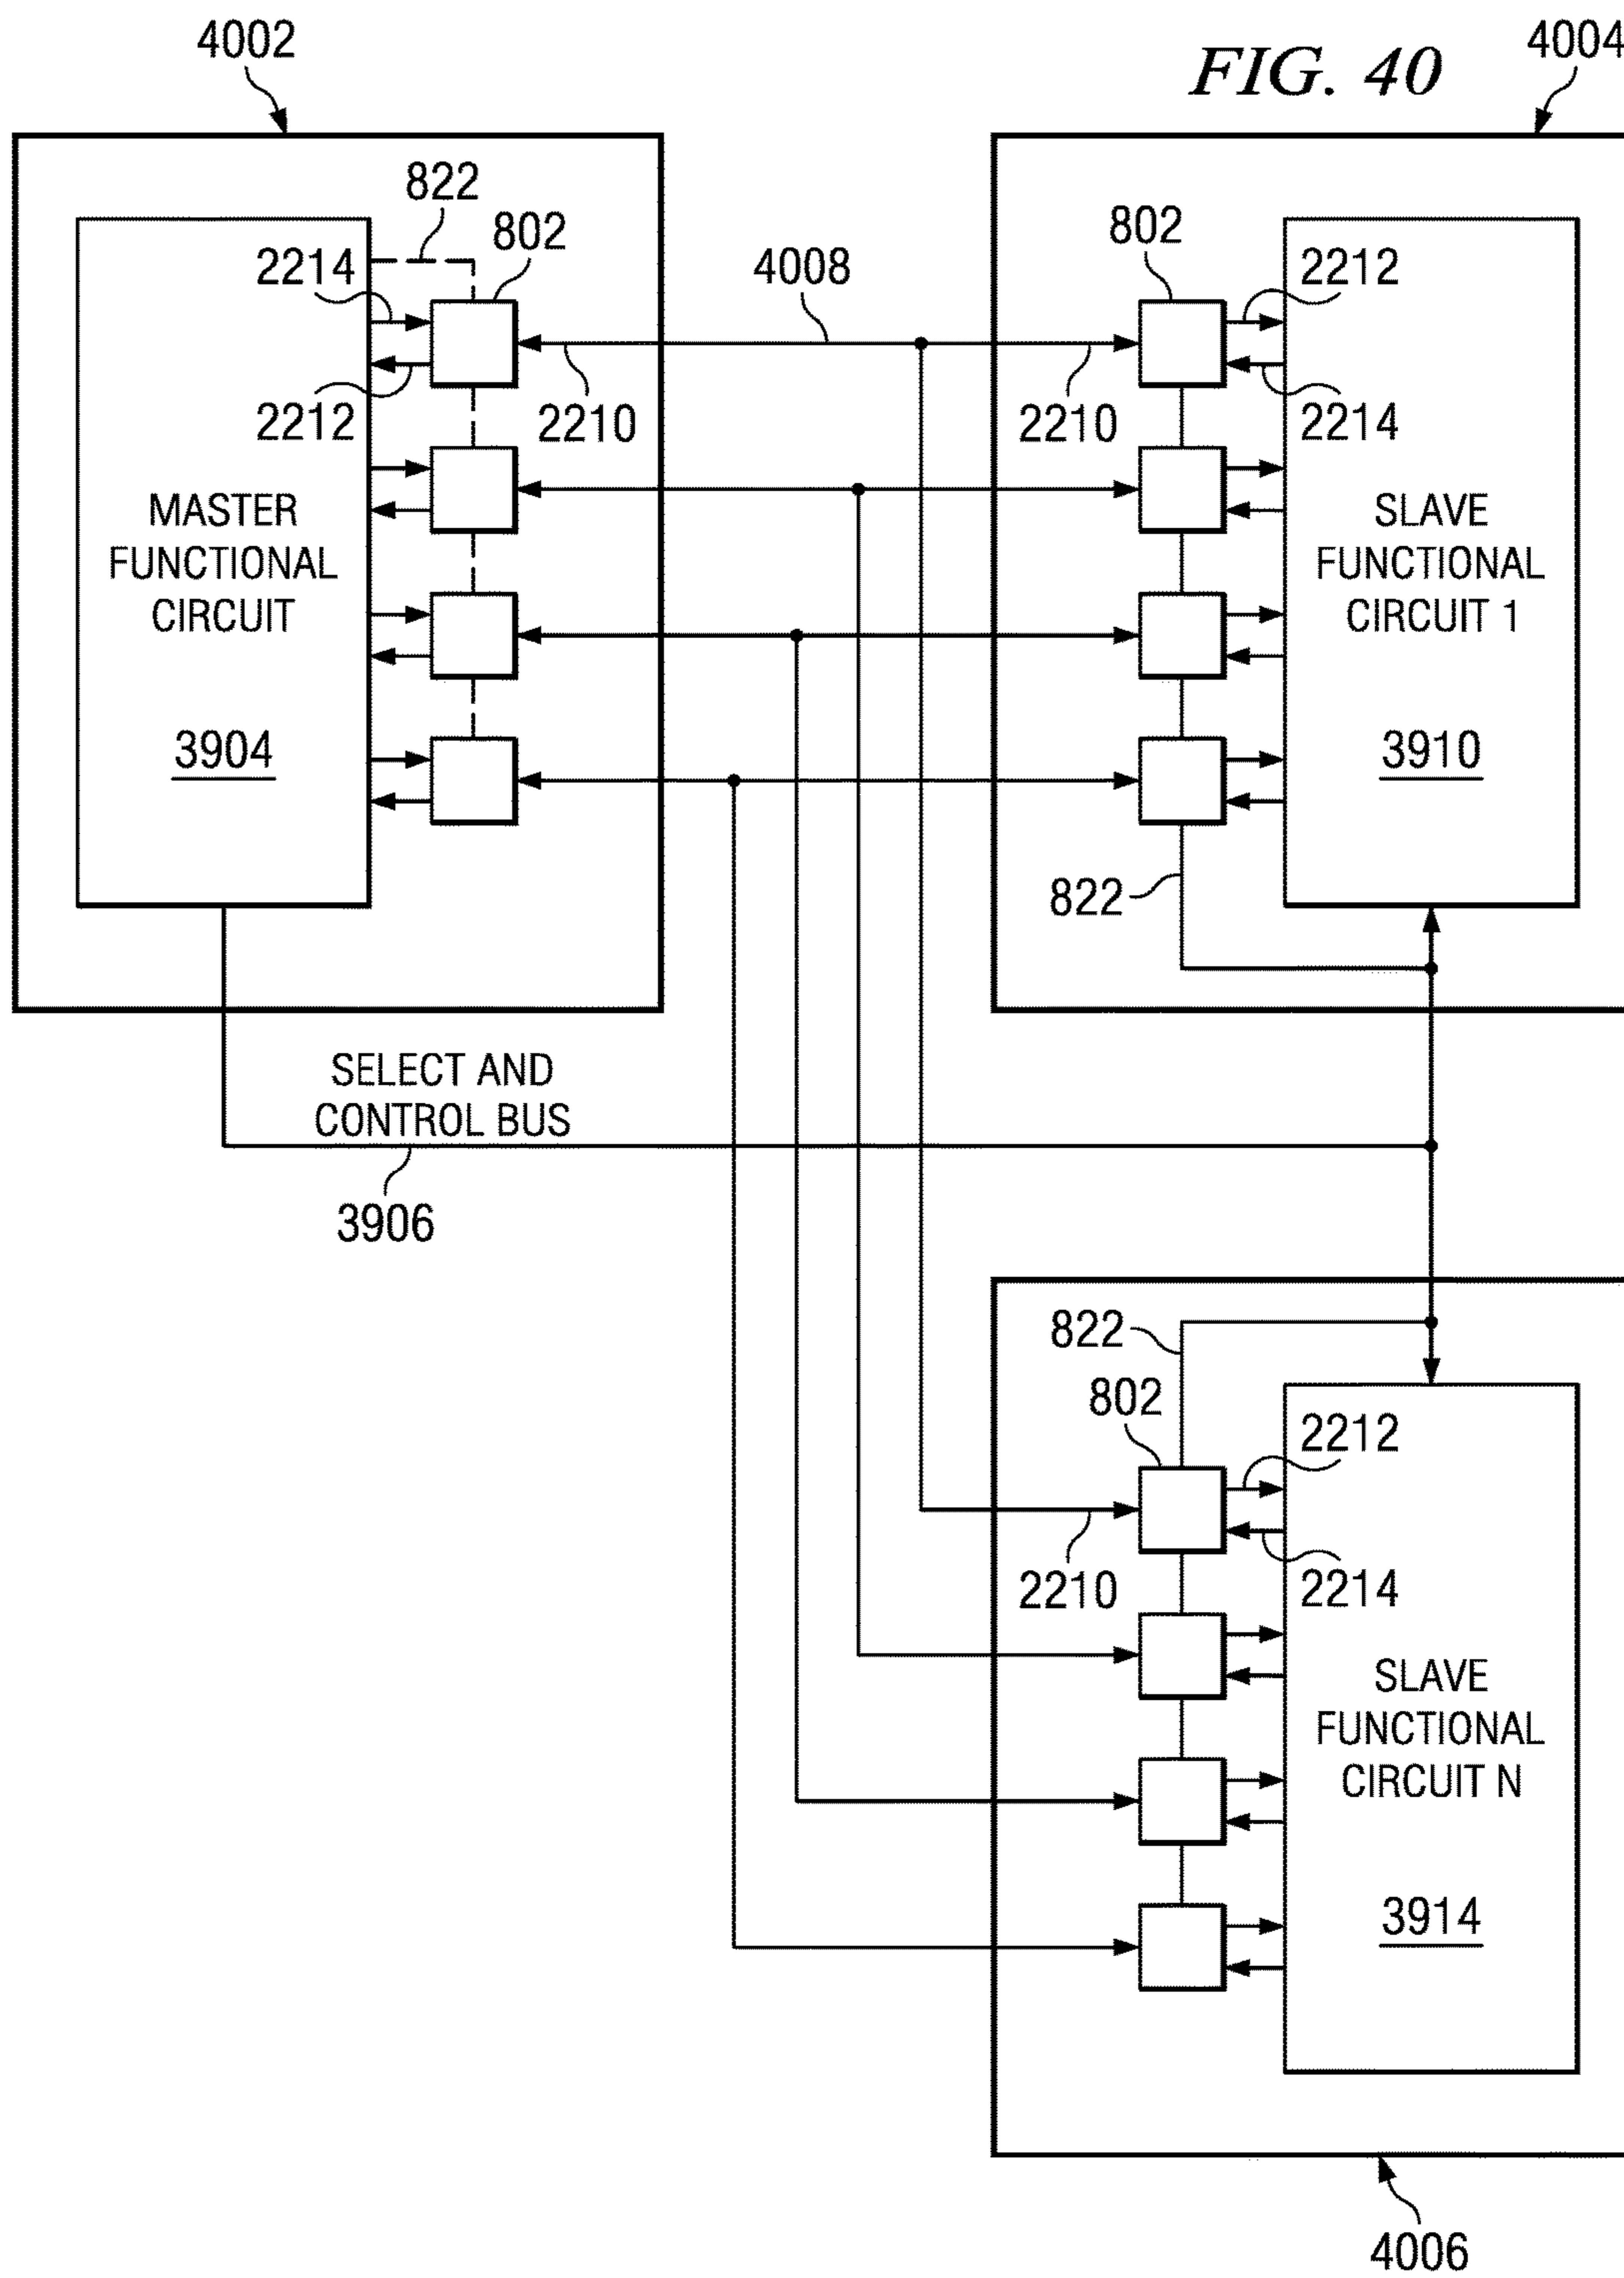 4002
FIG. 40
4004
822
802
802
2214
4008
2212
2212
2210
2210
2214
MASTER
FUNCTIONAL
CIRCUIT
SLAVE
FUNCTIONAL
CIRCUIT 1
3904
3910
822
SELECT AND
CONTROL BUS
3906
822
802
2212
2210
2214
SLAVE
FUNCTIONAL
CIRCUIT N
3914
4006